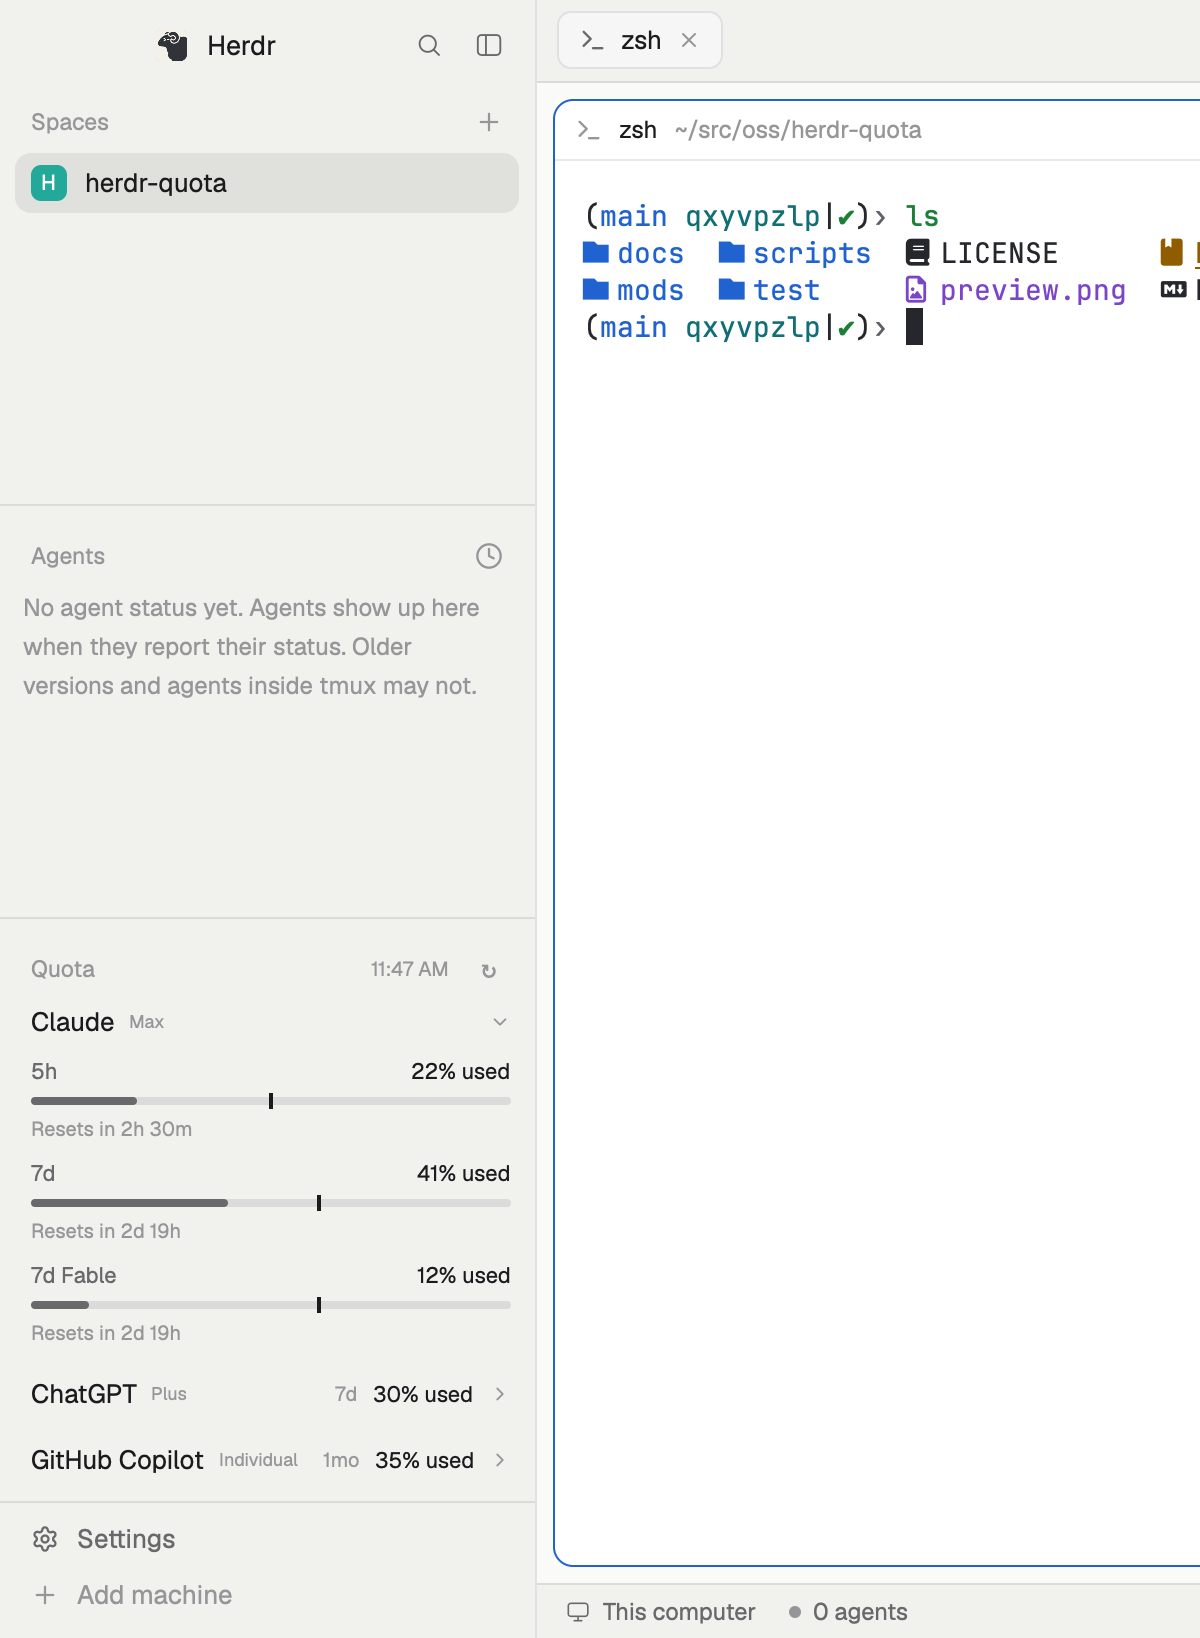 Herdr
Spaces
H herdr-quota
Agents
No agent status yet. Agents show up here
when they report their status. Older
versions and agents inside tmux may not.
Quota 11:47 AM ↻
Claude Max
5h 22% used
Resets in 2h 30m
7d 41% used
Resets in 2d 19h
7d Fable 12% used
Resets in 2d 19h
ChatGPT Plus 7d 30% used
GitHub Copilot Individual 1mo 35% used
Settings
+ Add machine
>_ zsh ×
>_ zsh ~/src/oss/herdr-quota
(main qxyvpzlp|✔)› ls
docs scripts LICENSE
mods test preview.png
(main qxyvpzlp|✔)›
This computer 0 agents